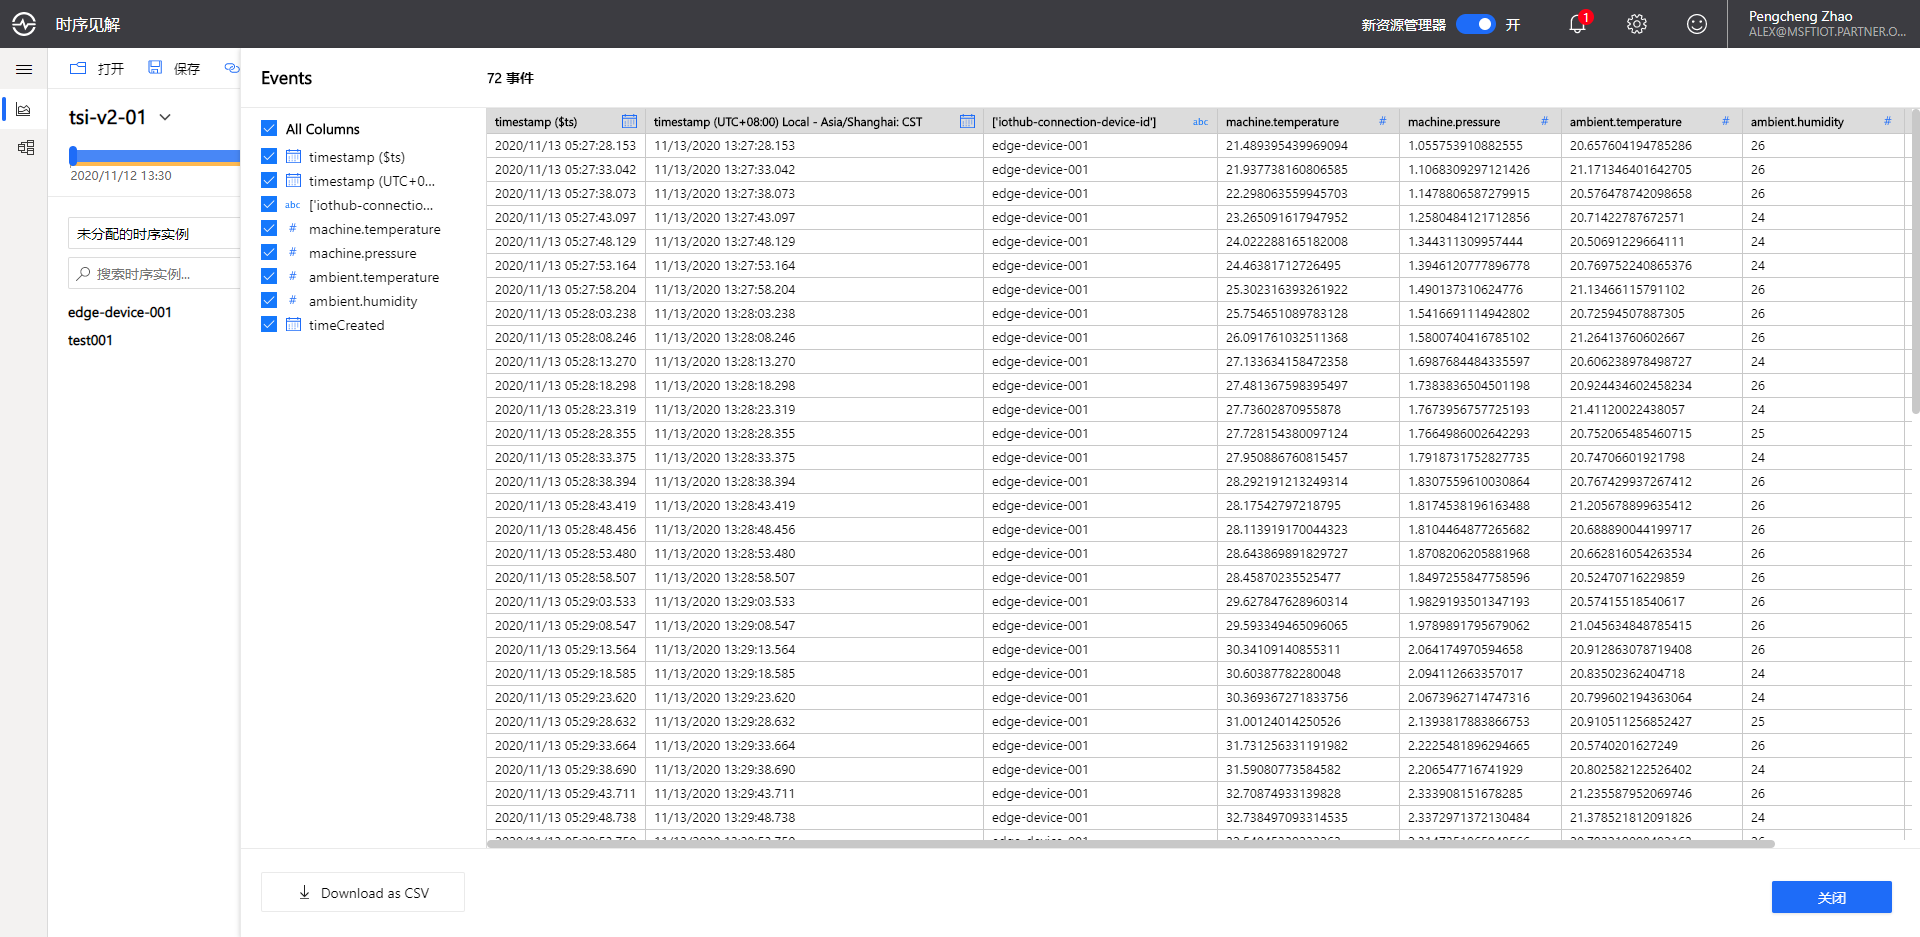 时序见解
新资源管理器 开
1
Pengcheng Zhao
ALEX@MSFTIOT.PARTNER.O...
打开 保存
tsi-v2-01
2020/11/12 13:30
未分配的时序实例
搜索时序实例...
edge-device-001
test001
Events
72 事件
All Columns
timestamp ($ts)
timestamp (UTC+0...
abc ['iothub-connectio...
# machine.temperature
# machine.pressure
# ambient.temperature
# ambient.humidity
timeCreated
timestamp ($ts) timestamp (UTC+08:00) Local - Asia/Shanghai: CST ['iothub-connection-device-id'] abc machine.temperature # machine.pressure # ambient.temperature # ambient.humidity #
2020/11/13 05:27:28.153 11/13/2020 13:27:28.153 edge-device-001 21.489395439969094 1.055753910882555 20.657604194785286 26
2020/11/13 05:27:33.042 11/13/2020 13:27:33.042 edge-device-001 21.937738160806585 1.1068309297121426 21.171346401642705 26
2020/11/13 05:27:38.073 11/13/2020 13:27:38.073 edge-device-001 22.298063559945703 1.1478806587279915 20.576478742098658 26
2020/11/13 05:27:43.097 11/13/2020 13:27:43.097 edge-device-001 23.265091617947952 1.2580484121712856 20.71422787672571 24
2020/11/13 05:27:48.129 11/13/2020 13:27:48.129 edge-device-001 24.022288165182008 1.344311309957444 20.50691229664111 24
2020/11/13 05:27:53.164 11/13/2020 13:27:53.164 edge-device-001 24.46381712726495 1.3946120777896778 20.769752240865376 24
2020/11/13 05:27:58.204 11/13/2020 13:27:58.204 edge-device-001 25.302316393261922 1.490137310624776 21.13466115791102 26
2020/11/13 05:28:03.238 11/13/2020 13:28:03.238 edge-device-001 25.754651089783128 1.5416691114942802 20.72594507887305 26
2020/11/13 05:28:08.246 11/13/2020 13:28:08.246 edge-device-001 26.091761032511368 1.5800740416785102 21.26413760602667 26
2020/11/13 05:28:13.270 11/13/2020 13:28:13.270 edge-device-001 27.133634158472358 1.6987684484335597 20.606238978498727 24
2020/11/13 05:28:18.298 11/13/2020 13:28:18.298 edge-device-001 27.481367598395497 1.7383836504501198 20.924434602458234 26
2020/11/13 05:28:23.319 11/13/2020 13:28:23.319 edge-device-001 27.73602870955878 1.7673956757725193 21.41120022438057 24
2020/11/13 05:28:28.355 11/13/2020 13:28:28.355 edge-device-001 27.728154380097124 1.7664986002642293 20.752065485460715 25
2020/11/13 05:28:33.375 11/13/2020 13:28:33.375 edge-device-001 27.950886760815457 1.7918731752827735 20.74706601921798 24
2020/11/13 05:28:38.394 11/13/2020 13:28:38.394 edge-device-001 28.292191213249314 1.8307559610030864 20.767429937267412 26
2020/11/13 05:28:43.419 11/13/2020 13:28:43.419 edge-device-001 28.17542797218795 1.8174538196163488 21.205678899635412 26
2020/11/13 05:28:48.456 11/13/2020 13:28:48.456 edge-device-001 28.113919170044323 1.8104464877265682 20.688890044199717 26
2020/11/13 05:28:53.480 11/13/2020 13:28:53.480 edge-device-001 28.643869891829727 1.8708206205881968 20.662816054263534 26
2020/11/13 05:28:58.507 11/13/2020 13:28:58.507 edge-device-001 28.45870235525477 1.8497255847758596 20.52470716229859 26
2020/11/13 05:29:03.533 11/13/2020 13:29:03.533 edge-device-001 29.627847628960314 1.9829193501347193 20.57415518540617 26
2020/11/13 05:29:08.547 11/13/2020 13:29:08.547 edge-device-001 29.593349465096065 1.9789891795679062 21.045634848785415 26
2020/11/13 05:29:13.564 11/13/2020 13:29:13.564 edge-device-001 30.34109140855311 2.064174970594658 20.912863078719408 26
2020/11/13 05:29:18.585 11/13/2020 13:29:18.585 edge-device-001 30.60387782280048 2.094112663357017 20.83502362404718 24
2020/11/13 05:29:23.620 11/13/2020 13:29:23.620 edge-device-001 30.369367271833756 2.0673962714747316 20.799602194363064 24
2020/11/13 05:29:28.632 11/13/2020 13:29:28.632 edge-device-001 31.00124014250526 2.1393817883866753 20.910511256852427 25
2020/11/13 05:29:33.664 11/13/2020 13:29:33.664 edge-device-001 31.731256331191982 2.2225481896294665 20.5740201627249 26
2020/11/13 05:29:38.690 11/13/2020 13:29:38.690 edge-device-001 31.59080773584582 2.206547716741929 20.802582122526402 24
2020/11/13 05:29:43.711 11/13/2020 13:29:43.711 edge-device-001 32.70874933139828 2.333908151678285 21.235587952069746 26
2020/11/13 05:29:48.738 11/13/2020 13:29:48.738 edge-device-001 32.738497093314535 2.3372971372130484 21.378521812091826 24
Download as CSV
关闭